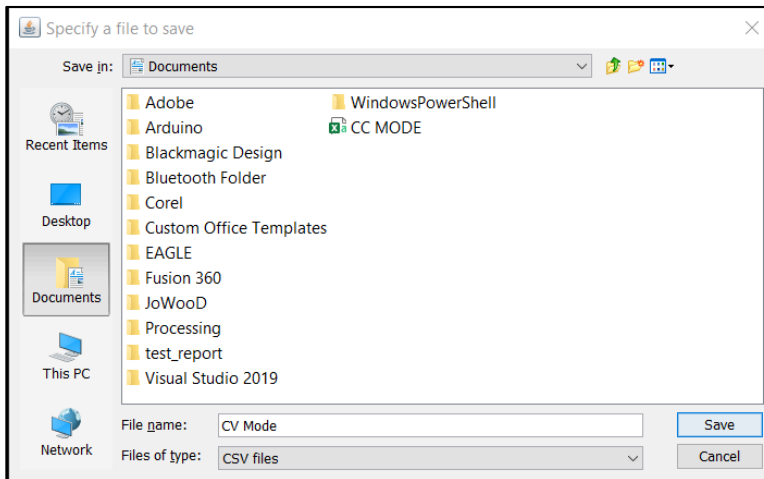 Specify a file to save
Save in: Documents
Recent Items
Desktop
Documents
This PC
Network
Adobe
Arduino
Blackmagic Design
Bluetooth Folder
Corel
Custom Office Templates
EAGLE
Fusion 360
JoWooD
Processing
test_report
Visual Studio 2019
WindowsPowerShell
CC MODE
File name: CV Mode
Save
Files of type: CSV files
Cancel